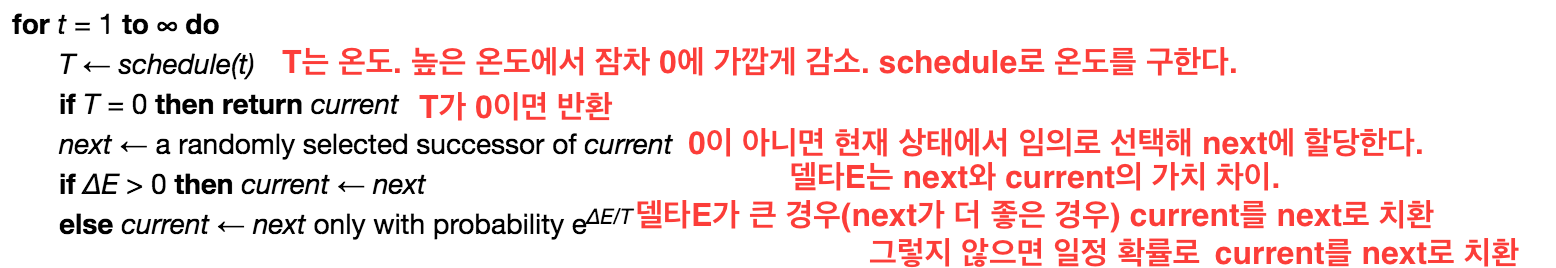 for t = 1 to ∞ do
T ← schedule(t) T는 온도. 높은 온도에서 잠차 0에 가깝게 감소. schedule로 온도를 구한다.
if T = 0 then return current T가 0이면 반환
next ← a randomly selected successor of current 0이 아니면 현재 상태에서 임의로 선택해 next에 할당한다.
델타E는 next와 current의 가치 차이.
if ΔE > 0 then current ← next
else current ← next only with probability e^ΔE/T 델타E가 큰 경우(next가 더 좋은 경우) current를 next로 치환
그렇지 않으면 일정 확률로 current를 next로 치환